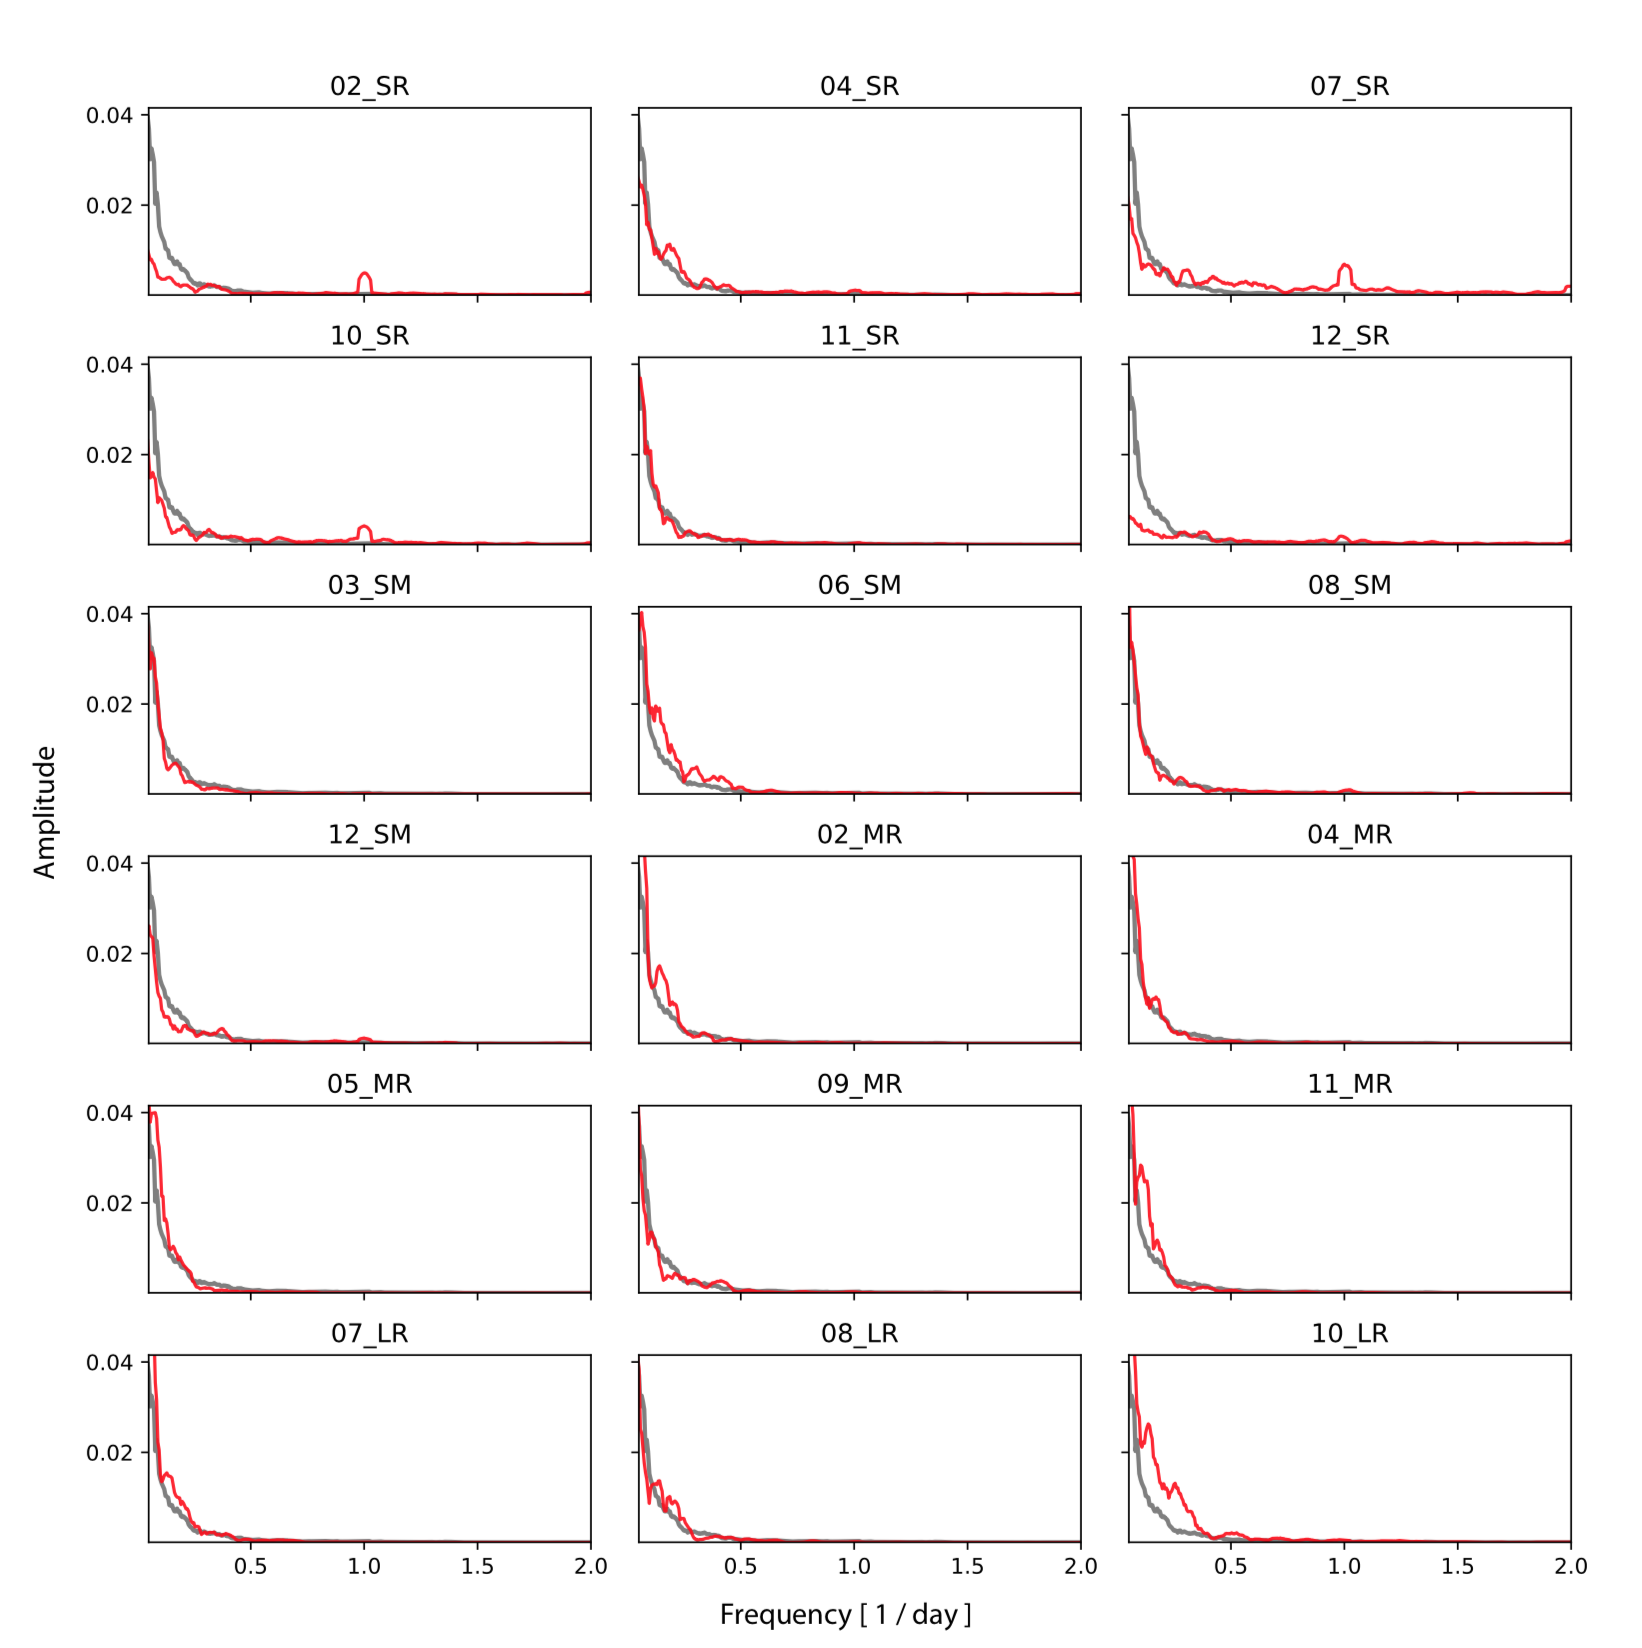 02_SR 04_SR 07_SR
0.04
0.02
10_SR 11_SR 12_SR
0.04
0.02
03_SM 06_SM 08_SM
0.04
0.02
12_SM 02_MR 04_MR
0.04
0.02
05_MR 09_MR 11_MR
0.04
0.02
07_LR 08_LR 10_LR
0.04
0.02
0.5 1.0 1.5 2.0 0.5 1.0 1.5 2.0 0.5 1.0 1.5 2.0
Amplitude
Frequency [ 1 / day ]